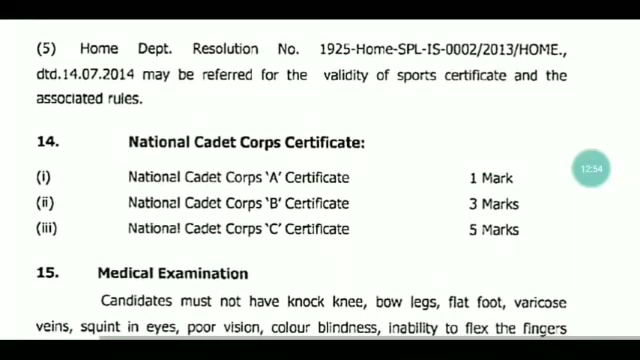 (5) Home Dept. Resolution No. 1925-Home-SPL-IS-0002/2013/HOME.,
dtd.14.07.2014 may be referred for the validity of sports certificate and the
associated rules.
14. National Cadet Corps Certificate:
(i) National Cadet Corps 'A' Certificate 1 Mark
12:54
(ii) National Cadet Corps 'B' Certificate 3 Marks
(iii) National Cadet Corps 'C' Certificate 5 Marks
15. Medical Examination
Candidates must not have knock knee, bow legs, flat foot, varicose
veins, squint in eyes, poor vision, colour blindness, inability to flex the fingers